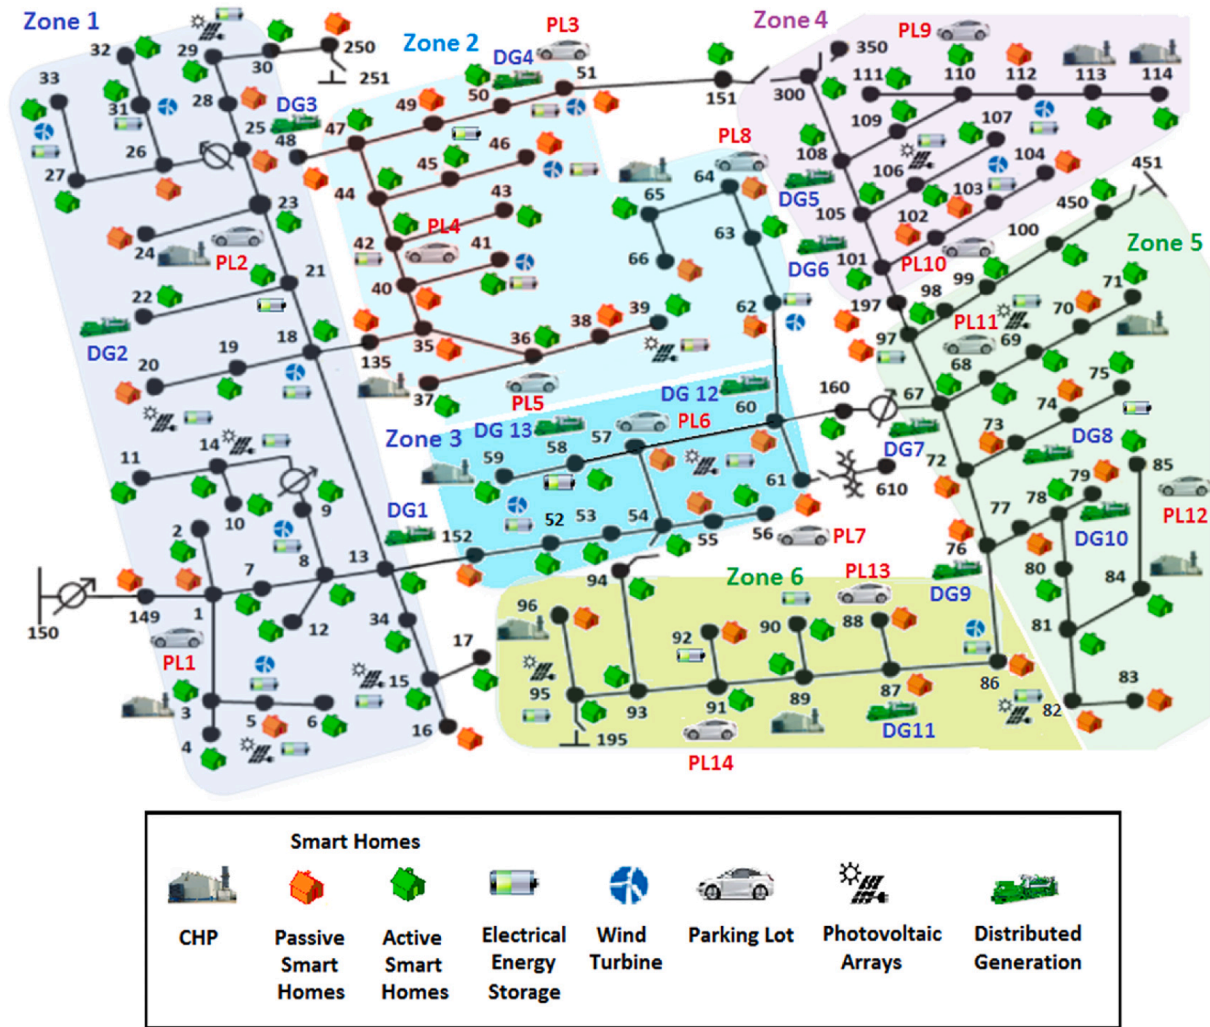 Zone 1
32
29
30
250
251
33
31
28
DG3
25
48
26
27
23
24
PL2
22
21
DG2
20
19
18
14
11
10
9
2
DG1
152
7
8
13
150
149
1
12
34
PL1
17
3
5
6
15
4
16
Zone 2
PL3
DG4
51
50
49
47
151
46
45
44
43
PL4
42
41
40
135
35
36
38
39
37
PL5
65
64
PL8
63
66
62
Zone 3
DG 12
DG 13
PL6
60
59
58
57
61
610
160
52
53
54
55
56
PL7
Zone 4
PL9
350
300
111
110
112
113
114
109
107
108
DG5
106
104
103
105
102
DG6
101
PL10
197
451
450
Zone 5
100
99
98
97
PL11
71
70
69
68
67
75
74
DG7
73
DG8
72
79
78
77
85
PL12
76
DG10
DG9
80
84
81
83
82
Zone 6
94
PL13
96
92
90
88
86
95
93
91
89
87
195
DG11
PL14
Smart Homes
CHP
Passive
Smart
Homes
Active
Smart
Homes
Electrical
Energy
Storage
Wind
Turbine
Parking Lot
Photovoltaic
Arrays
Distributed
Generation